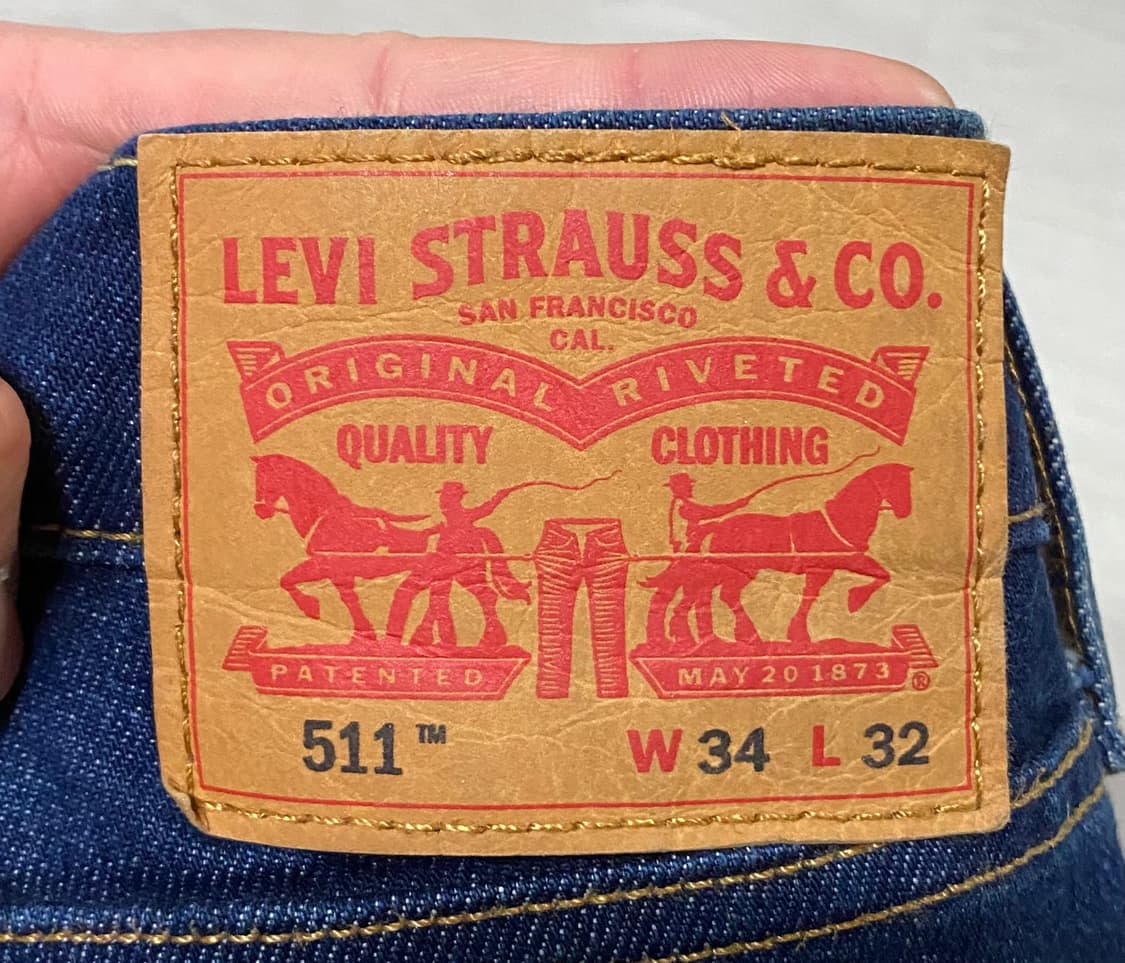 LEVI STRAUSS & CO.
SAN FRANCISCO
CAL.
ORIGINAL RIVETED
QUALITY CLOTHING
PATENTED MAY 20 1873 ®
511™ W 34 L 32